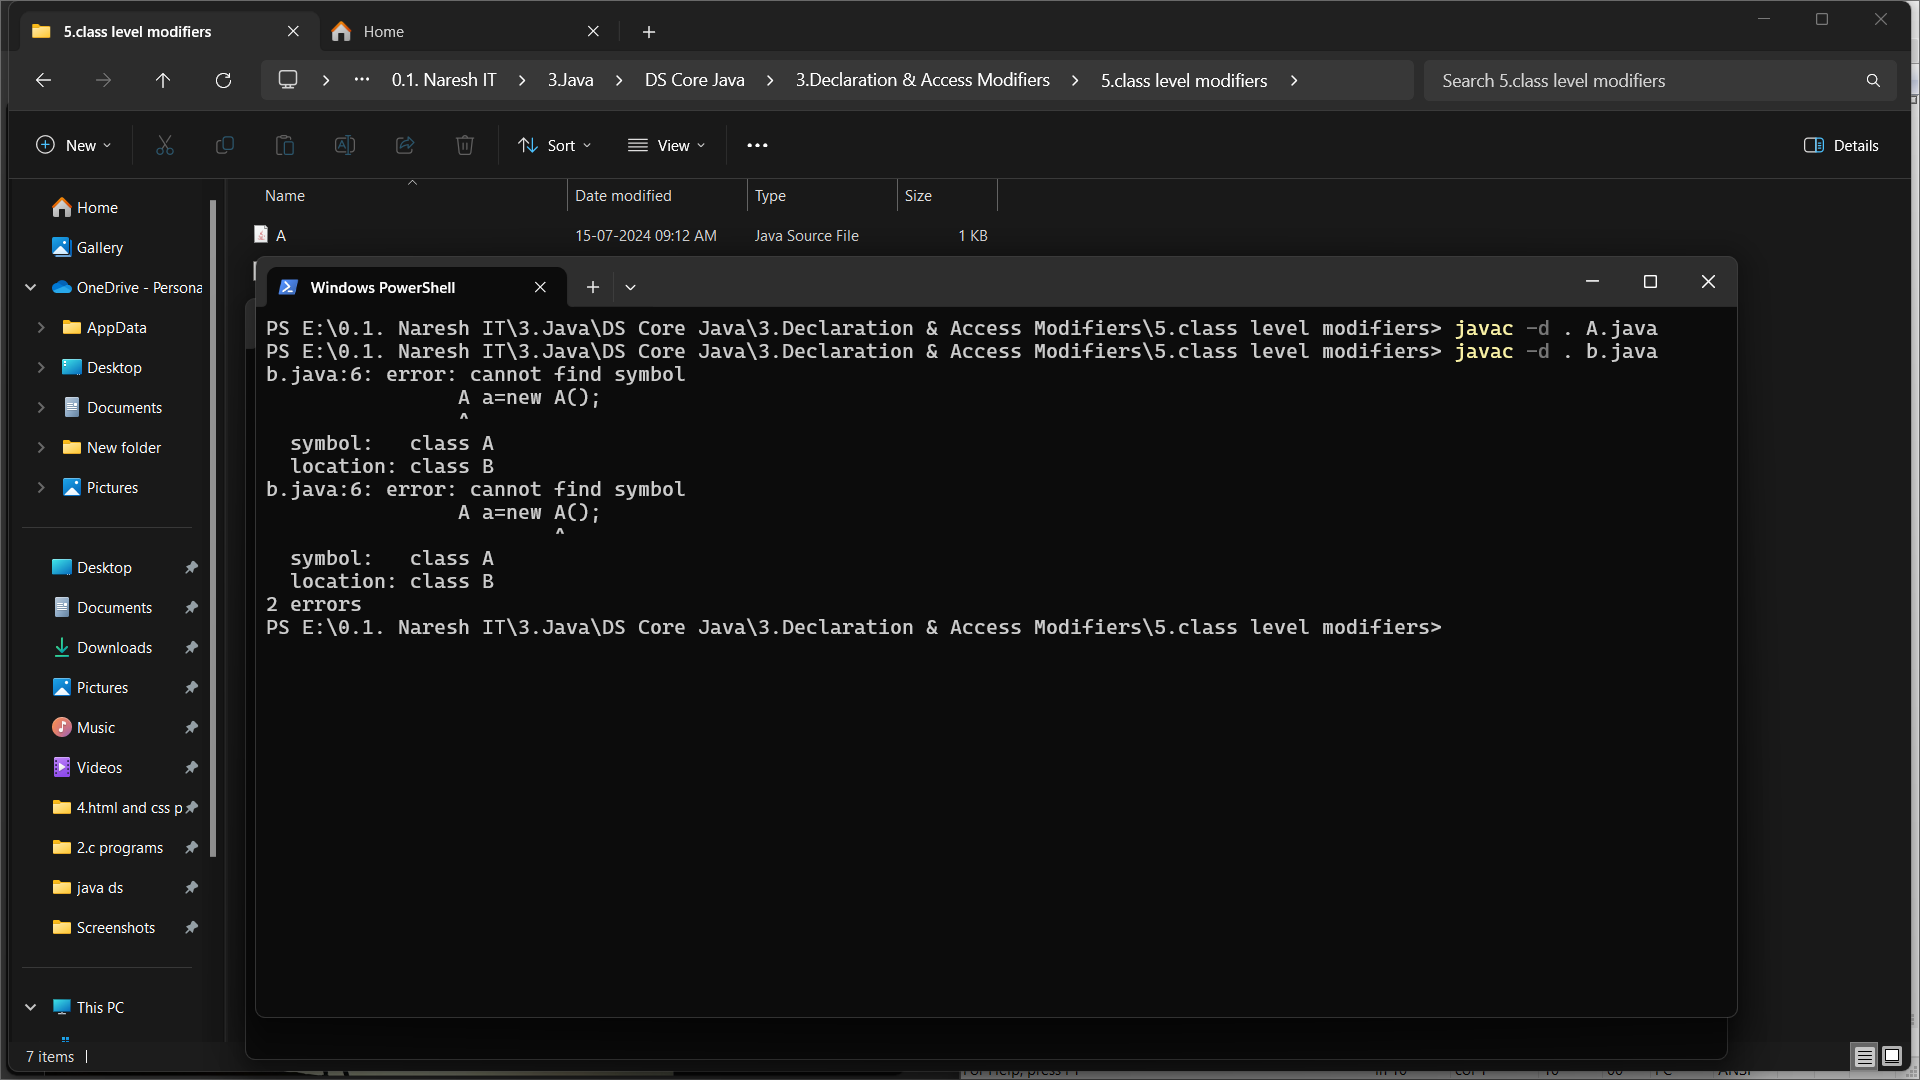 5.class level modifiers
Home
0.1. Naresh IT
3.Java
DS Core Java
3.Declaration & Access Modifiers
5.class level modifiers
Search 5.class level modifiers
New
Sort
View
Details
Name
Date modified
Type
Size
A
15-07-2024 09:12 AM
Java Source File
1 KB
Home
Gallery
OneDrive - Persona
AppData
Desktop
Documents
New folder
Pictures
Desktop
Documents
Downloads
Pictures
Music
Videos
4.html and css p
2.c programs
java ds
Screenshots
This PC
7 items
Windows PowerShell
PS E:\0.1. Naresh IT\3.Java\DS Core Java\3.Declaration & Access Modifiers\5.class level modifiers> javac -d . A.java
PS E:\0.1. Naresh IT\3.Java\DS Core Java\3.Declaration & Access Modifiers\5.class level modifiers> javac -d . b.java
b.java:6: error: cannot find symbol
A a=new A();
^
symbol:   class A
location: class B
b.java:6: error: cannot find symbol
A a=new A();
^
symbol:   class A
location: class B
2 errors
PS E:\0.1. Naresh IT\3.Java\DS Core Java\3.Declaration & Access Modifiers\5.class level modifiers>